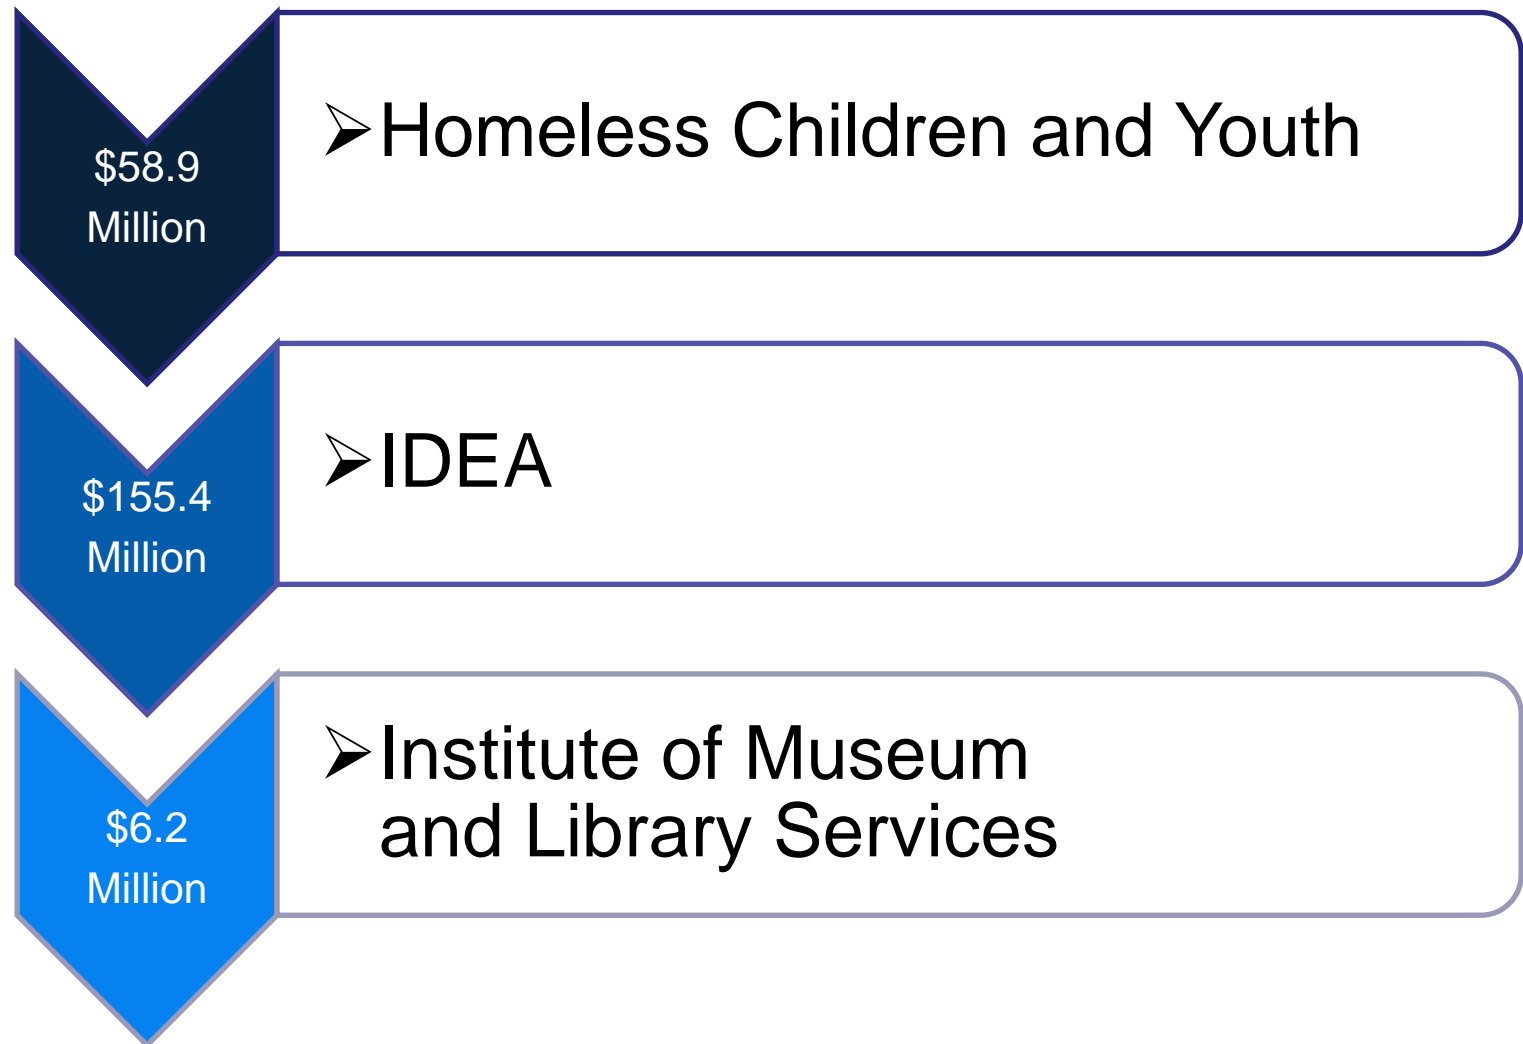 $58.9
Million
➢Homeless Children and Youth
$155.4
Million
➢IDEA
$6.2
Million
➢Institute of Museum
and Library Services